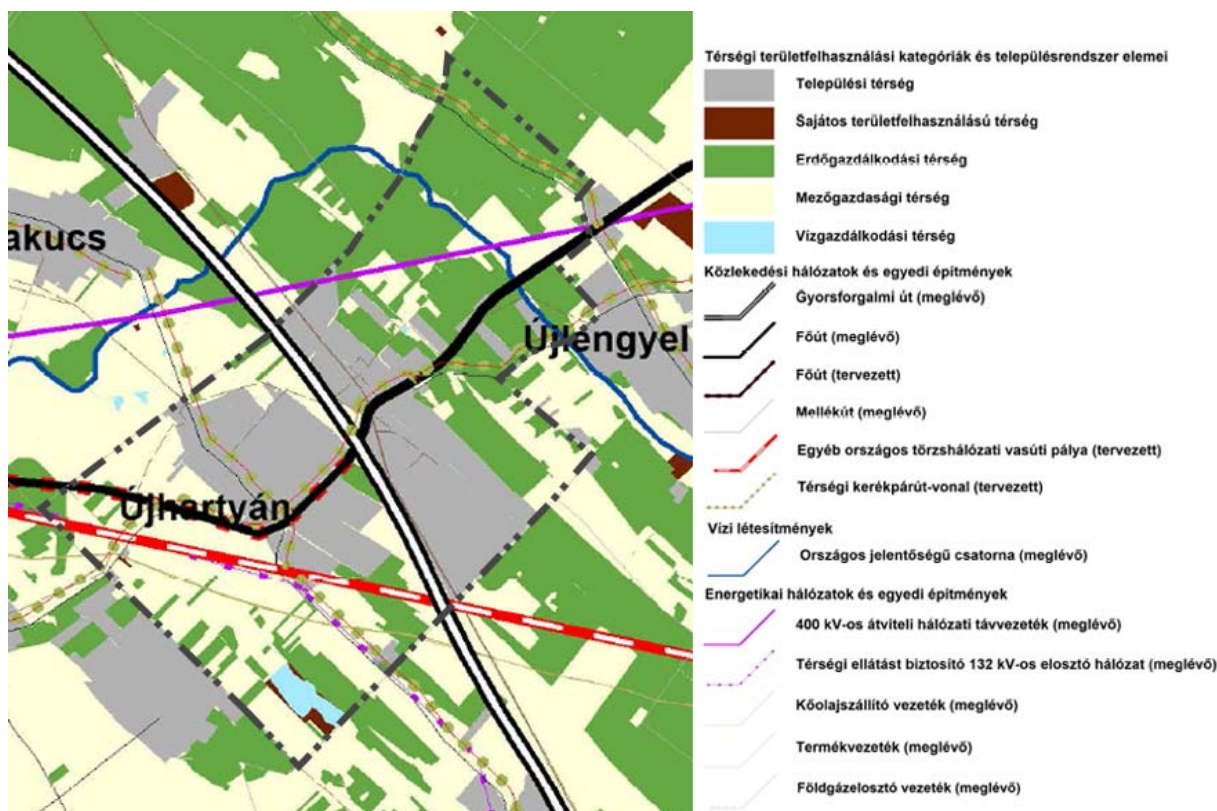 akucs
Újlengyel
Újhartyán
Térségi területfelhasználási kategóriák és településrendszer elemei
Települési térség
Sajátos területfelhasználású térség
Erdőgazdálkodási térség
Mezőgazdasági térség
Vízgazdálkodási térség
Közlekedési hálózatok és egyedi építmények
Gyorsforgalmi út (meglévő)
Főút (meglévő)
Főút (tervezett)
Mellékút (meglévő)
Egyéb országos törzshálózati vasúti pálya (tervezett)
Térségi kerékpárút-vonal (tervezett)
Vízi létesítmények
Országos jelentőségű csatorna (meglévő)
Energetikai hálózatok és egyedi építmények
400 kV-os átviteli hálózati távvezeték (meglévő)
Térségi ellátást biztosító 132 kV-os elosztó hálózat (meglévő)
Kőolajszállító vezeték (meglévő)
Termékvezeték (meglévő)
Földgázelosztó vezeték (meglévő)